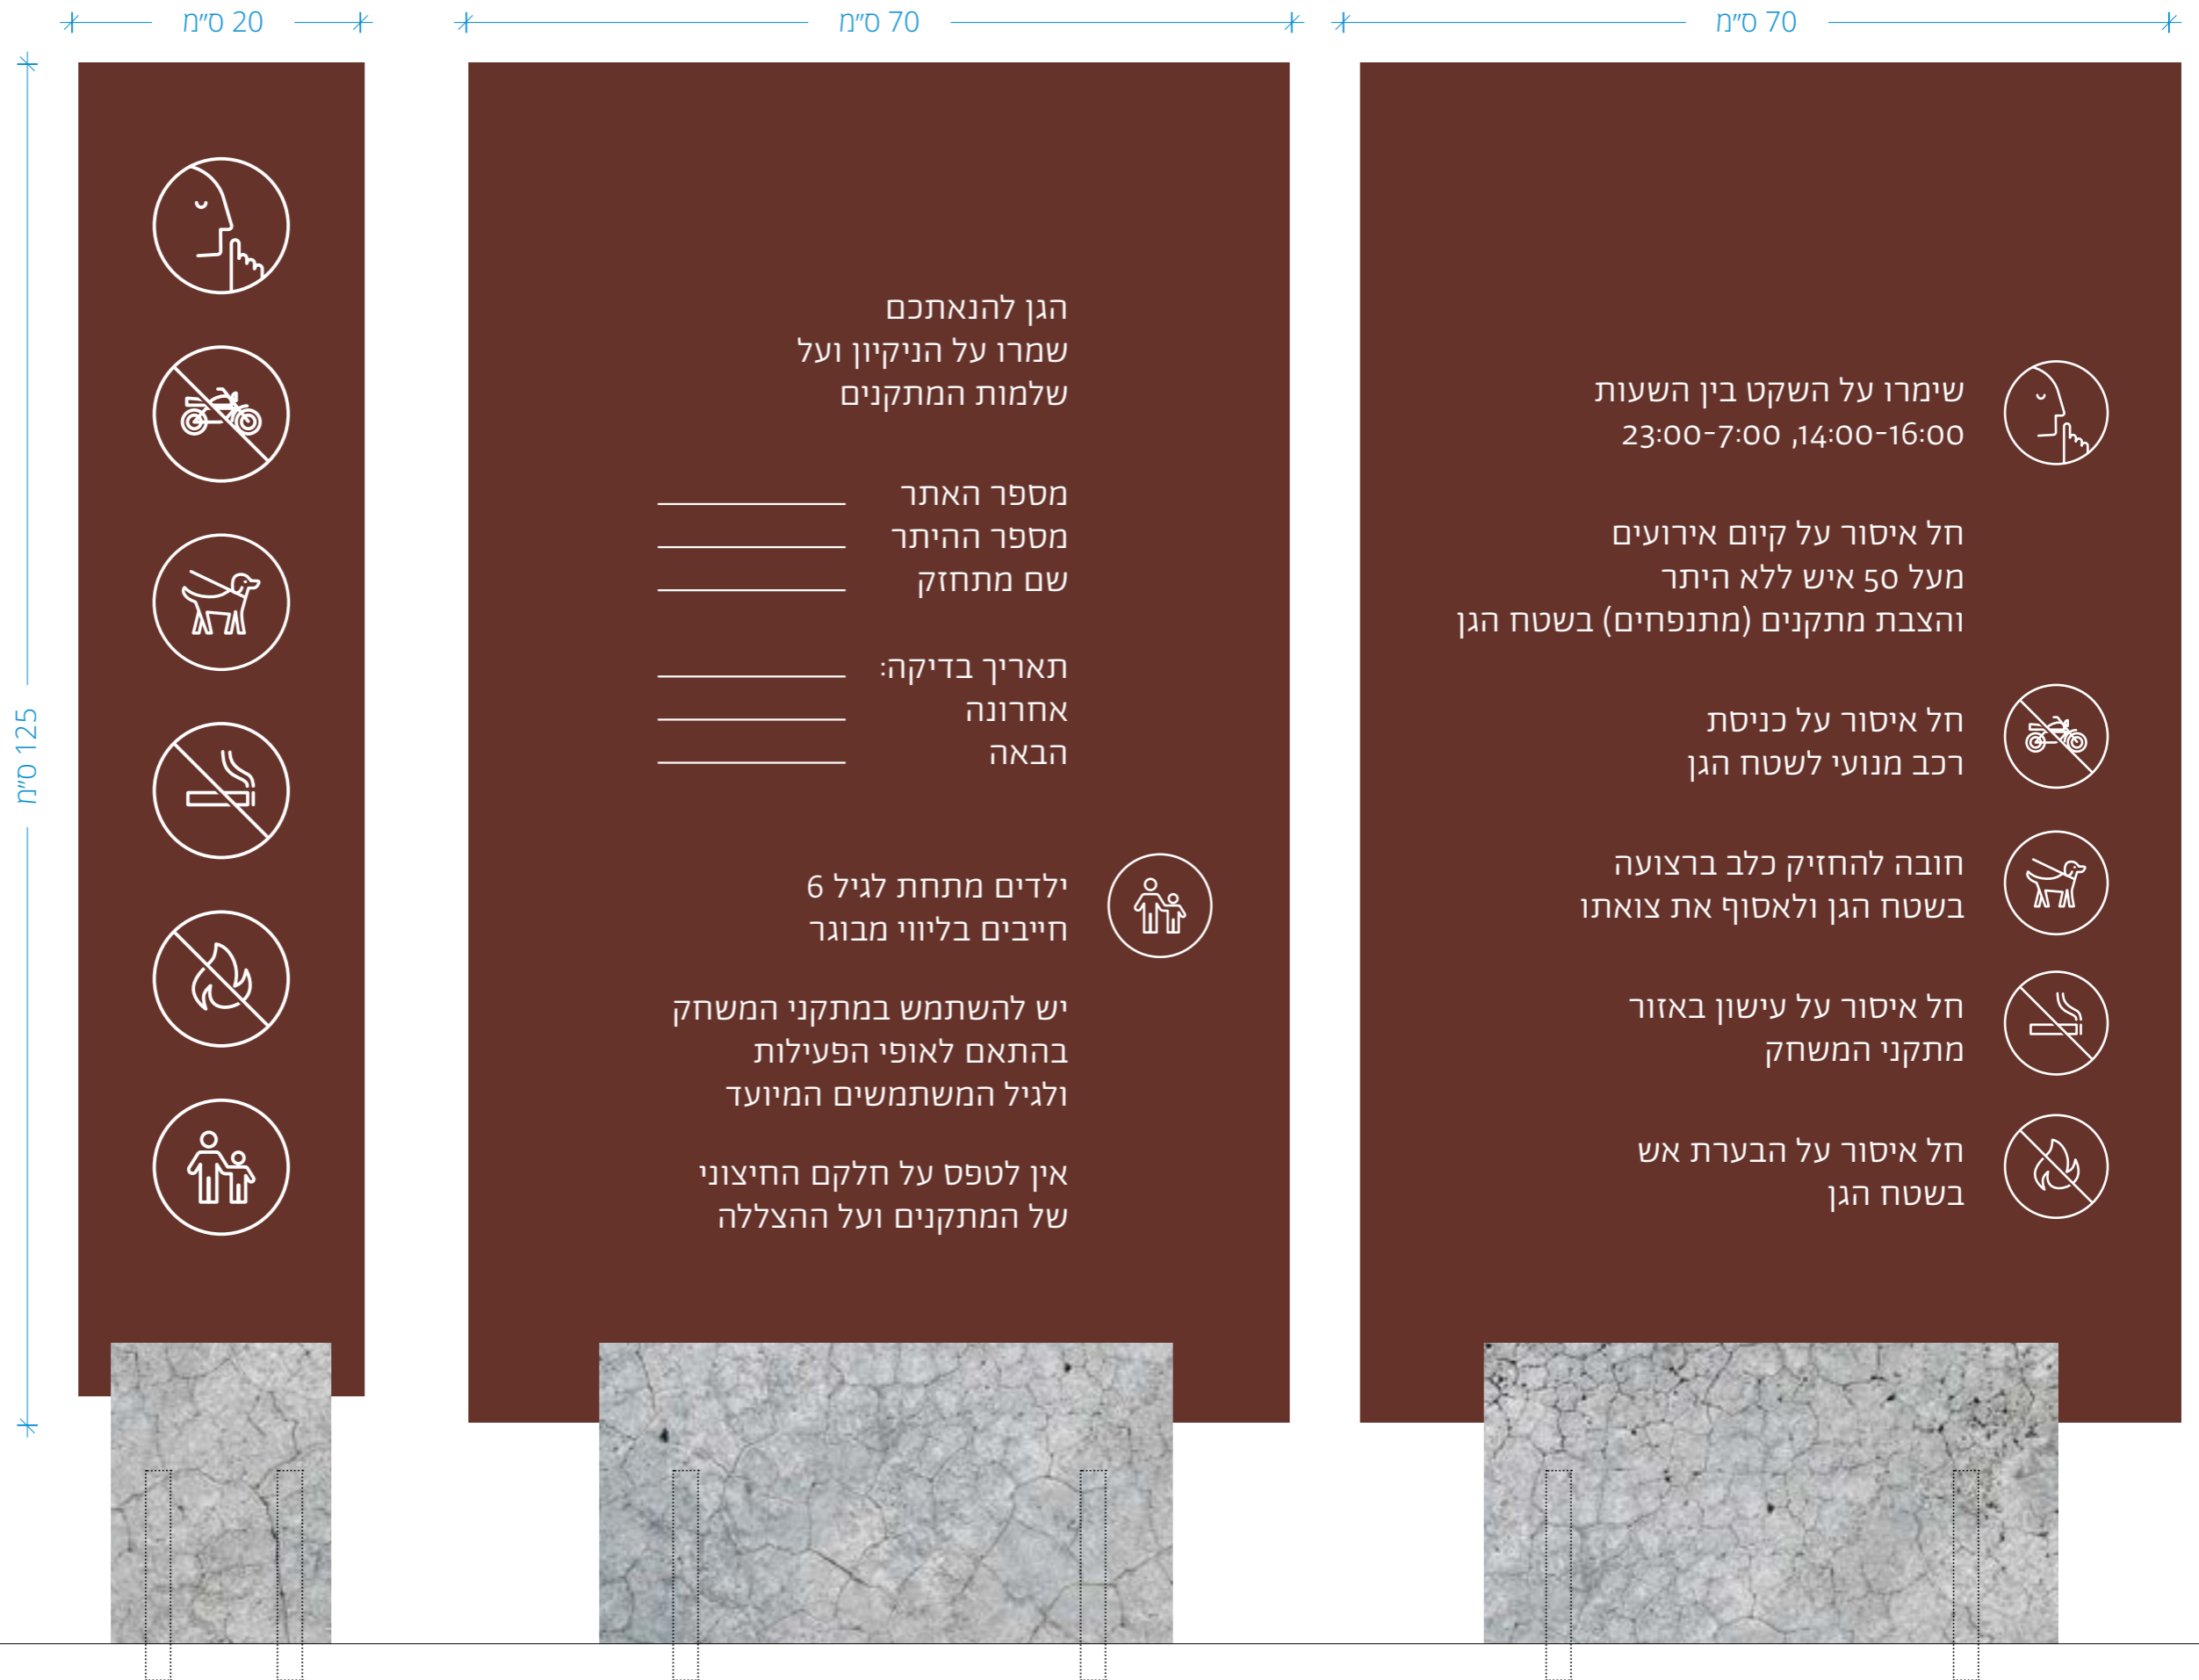 70 ס״מ
70 ס״מ
20 ס״מ
125 ס״מ
שימרו על השקט בין השעות
14:00-16:00, 23:00-7:00
חל איסור על קיום אירועים
מעל 50 איש ללא היתר
והצבת מתקנים (מתנפחים) בשטח הגן
חל איסור על כניסת
רכב מנועי לשטח הגן
חובה להחזיק כלב ברצועה
בשטח הגן ולאסוף את צואתו
חל איסור על עישון באזור
מתקני המשחק
חל איסור על הבערת אש
בשטח הגן
הגן להנאתכם
שמרו על הניקיון ועל
שלמות המתקנים
מספר האתר
מספר ההיתר
שם מתחזק
תאריך בדיקה:
אחרונה
הבאה
ילדים מתחת לגיל 6
חייבים בליווי מבוגר
יש להשתמש במתקני המשחק
בהתאם לאופי הפעילות
ולגיל המשתמשים המיועד
אין לטפס על חלקם החיצוני
של המתקנים ועל ההצללה